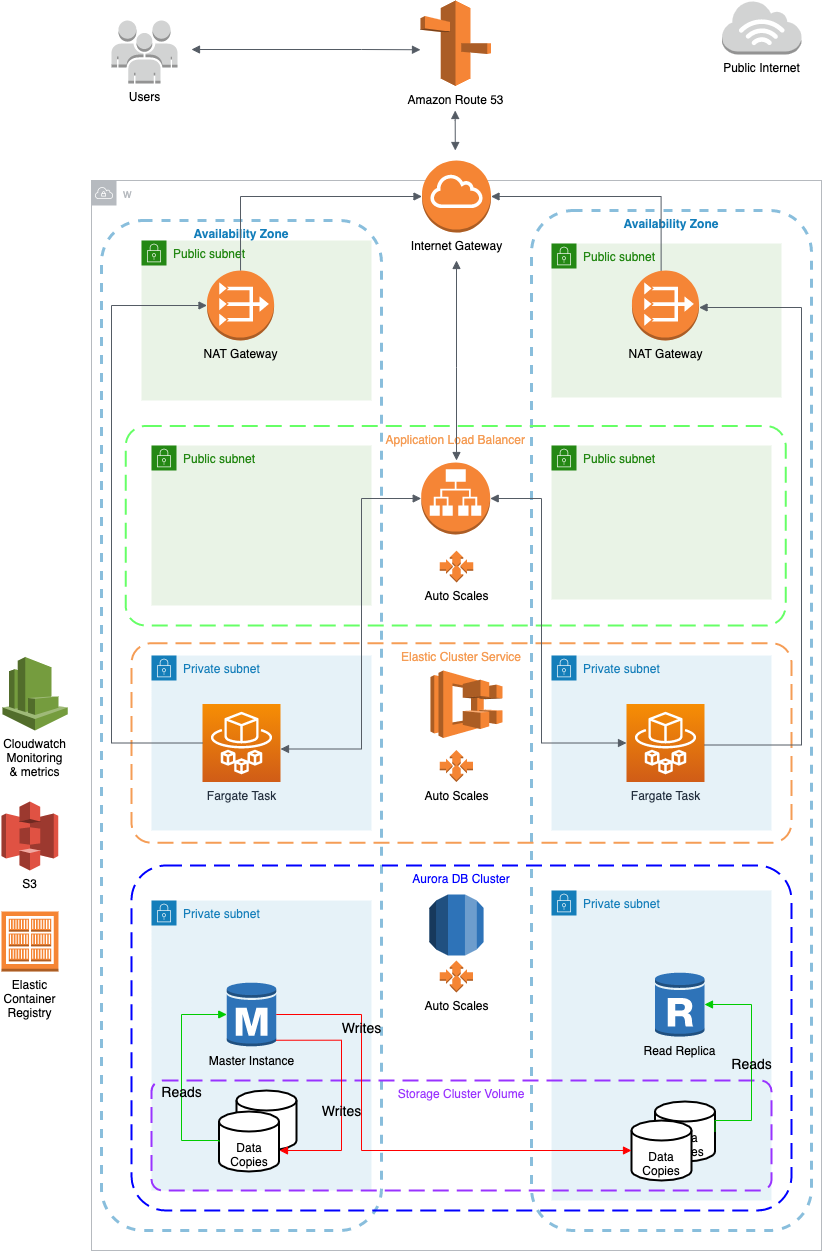 Users
Amazon Route 53
Public Internet
W
Internet Gateway
Availability Zone
Public subnet
NAT Gateway
Availability Zone
Public subnet
NAT Gateway
Application Load Balancer
Public subnet
Public subnet
Auto Scales
Elastic Cluster Service
Private subnet
Private subnet
Fargate Task
Auto Scales
Fargate Task
Cloudwatch
Monitoring
& metrics
S3
Elastic
Container
Registry
Aurora DB Cluster
Private subnet
Private subnet
Auto Scales
M
Master Instance
R
Read Replica
Writes
Reads
Reads
Writes
Storage Cluster Volume
Data
Copies
Data
Copies
a
es